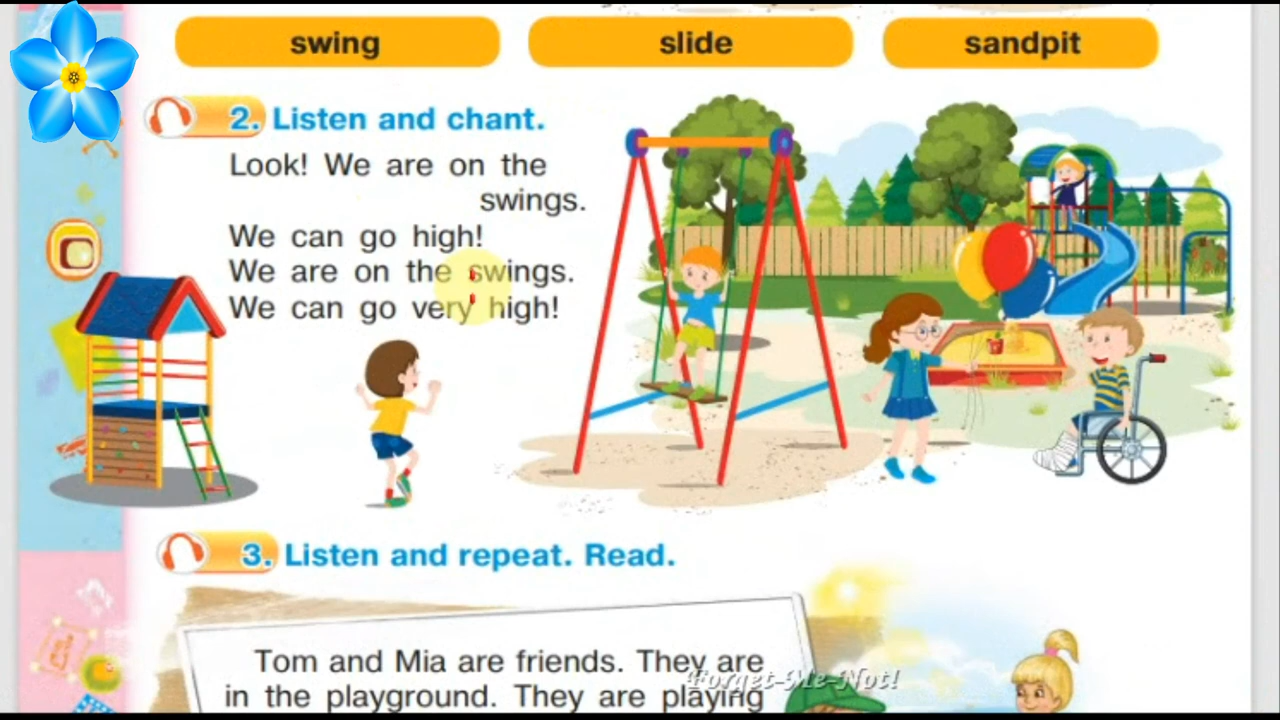 swing
slide
sandpit
2. Listen and chant.
Look! We are on the
swings.
We can go high!
We are on the swings.
We can go very high!
3. Listen and repeat. Read.
Tom and Mia are friends. They are
in the playground. They are playing
Forget-Me-Not!